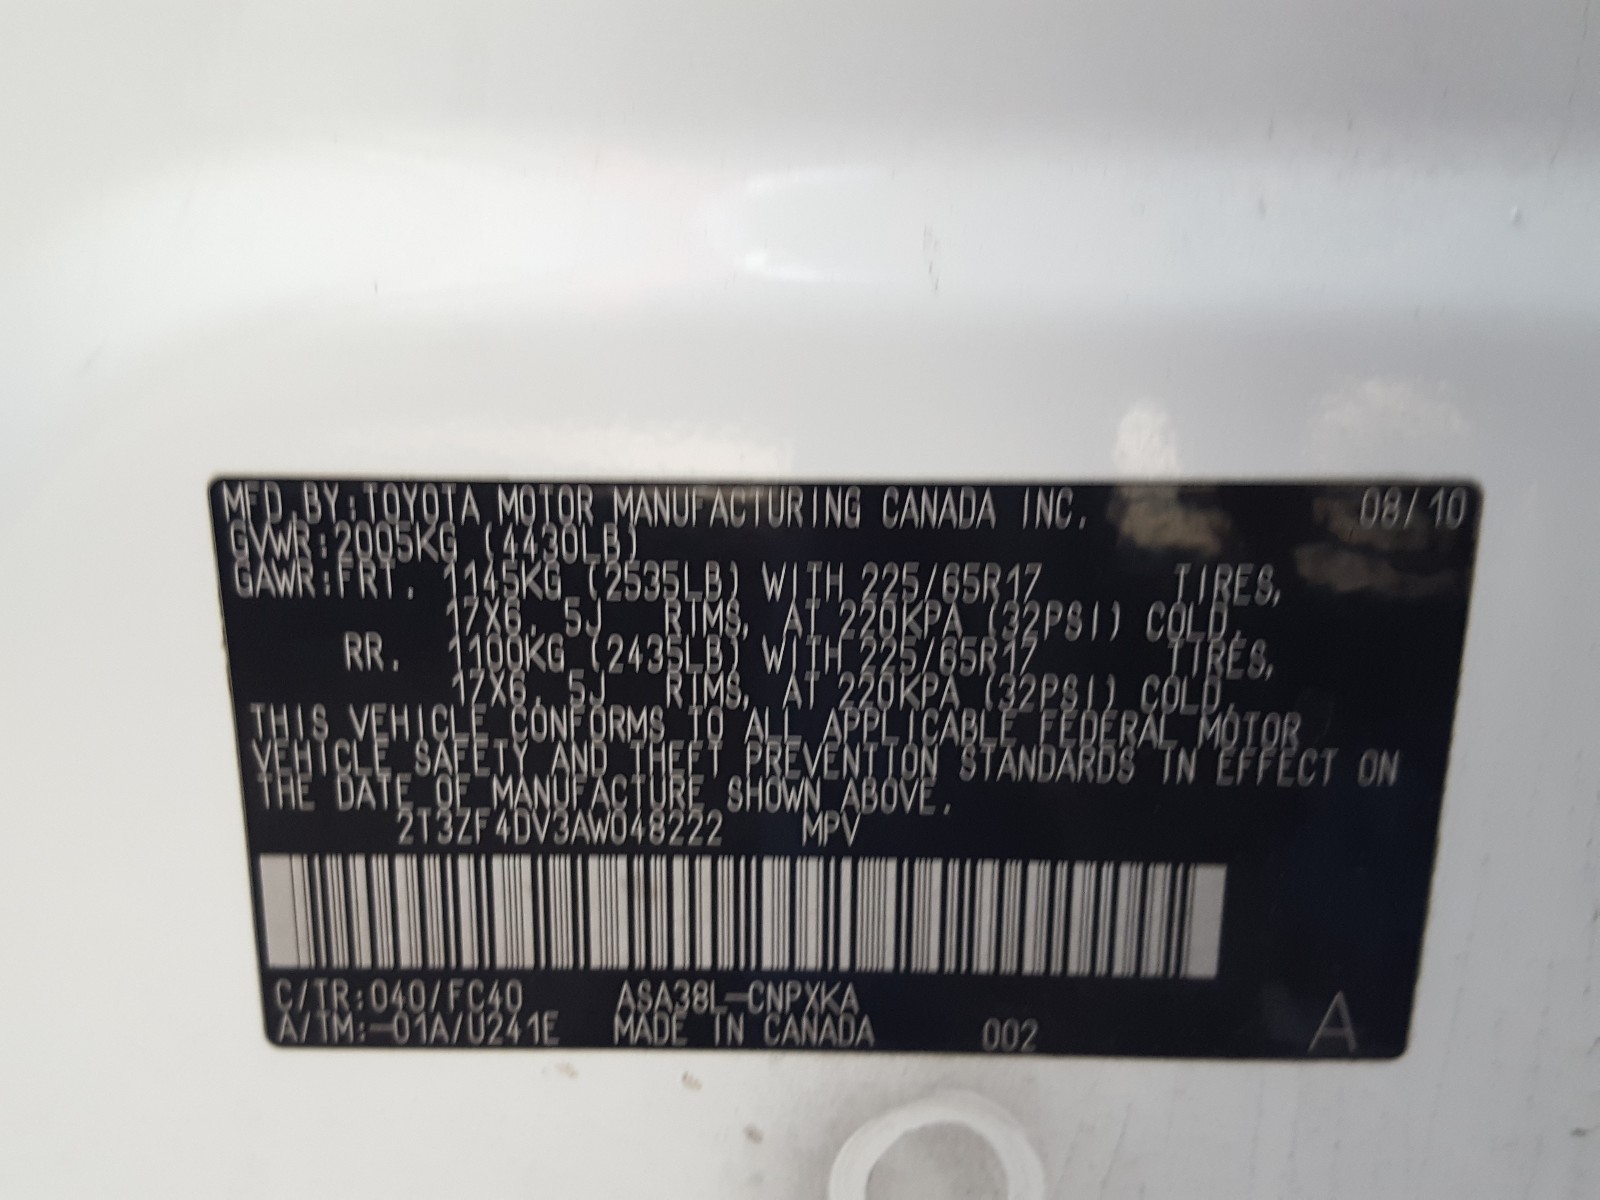 MFD BY:TOYOTA MOTOR MANUFACTURING CANADA INC. 08/10
GVWR:2005KG (4430LB)
GAWR:FRT. 1145KG (2535LB) WITH 225/65R17 TIRES,
17X6.5J RIMS, AT 220KPA (32PSI) COLD,
RR. 1100KG (2435LB) WITH 225/65R17 TIRES,
17X6.5J RIMS, AT 220KPA (32PSI) COLD,
THIS VEHICLE CONFORMS TO ALL APPLICABLE FEDERAL MOTOR
VEHICLE SAFETY AND THEFT PREVENTION STANDARDS IN EFFECT ON
THE DATE OF MANUFACTURE SHOWN ABOVE.
2T3ZF4DV3AW048222 MPV
C/TR:040/FC40 ASA38L-CNPXKA
A/TM:-01A/U241E MADE IN CANADA 002 A